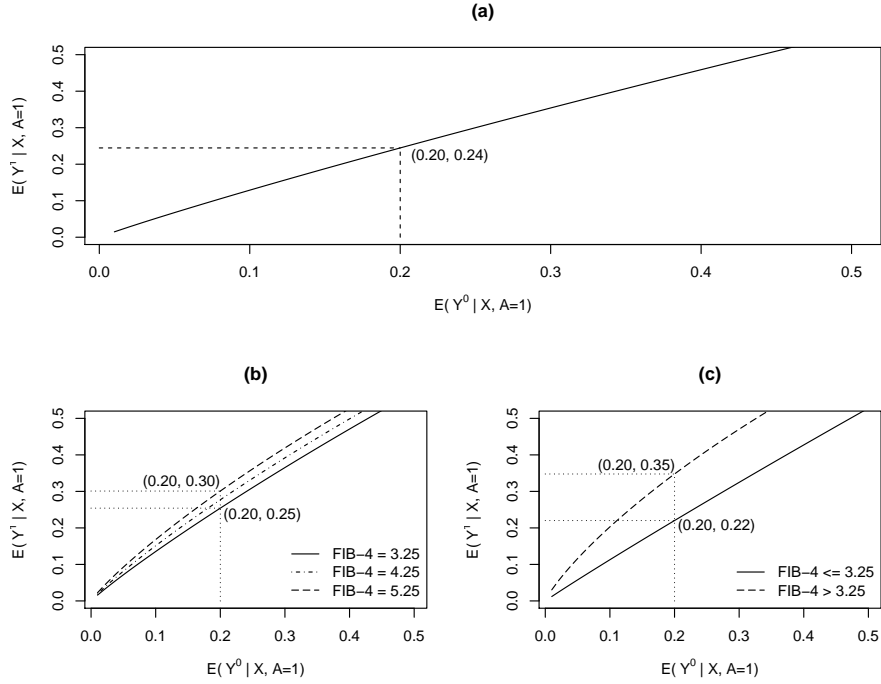 (a)
E( Y¹ | X, A=1)
0.0 0.1 0.2 0.3 0.4 0.5
(0.20, 0.24)
0.0 0.1 0.2 0.3 0.4 0.5
E( Y⁰ | X, A=1)
(b)
E( Y¹ | X, A=1)
0.0 0.1 0.2 0.3 0.4 0.5
(0.20, 0.30)
(0.20, 0.25)
FIB−4 = 3.25
FIB−4 = 4.25
FIB−4 = 5.25
0.0 0.1 0.2 0.3 0.4 0.5
E( Y⁰ | X, A=1)
(c)
E( Y¹ | X, A=1)
0.0 0.1 0.2 0.3 0.4 0.5
(0.20, 0.35)
(0.20, 0.22)
FIB−4 <= 3.25
FIB−4 > 3.25
0.0 0.1 0.2 0.3 0.4 0.5
E( Y⁰ | X, A=1)